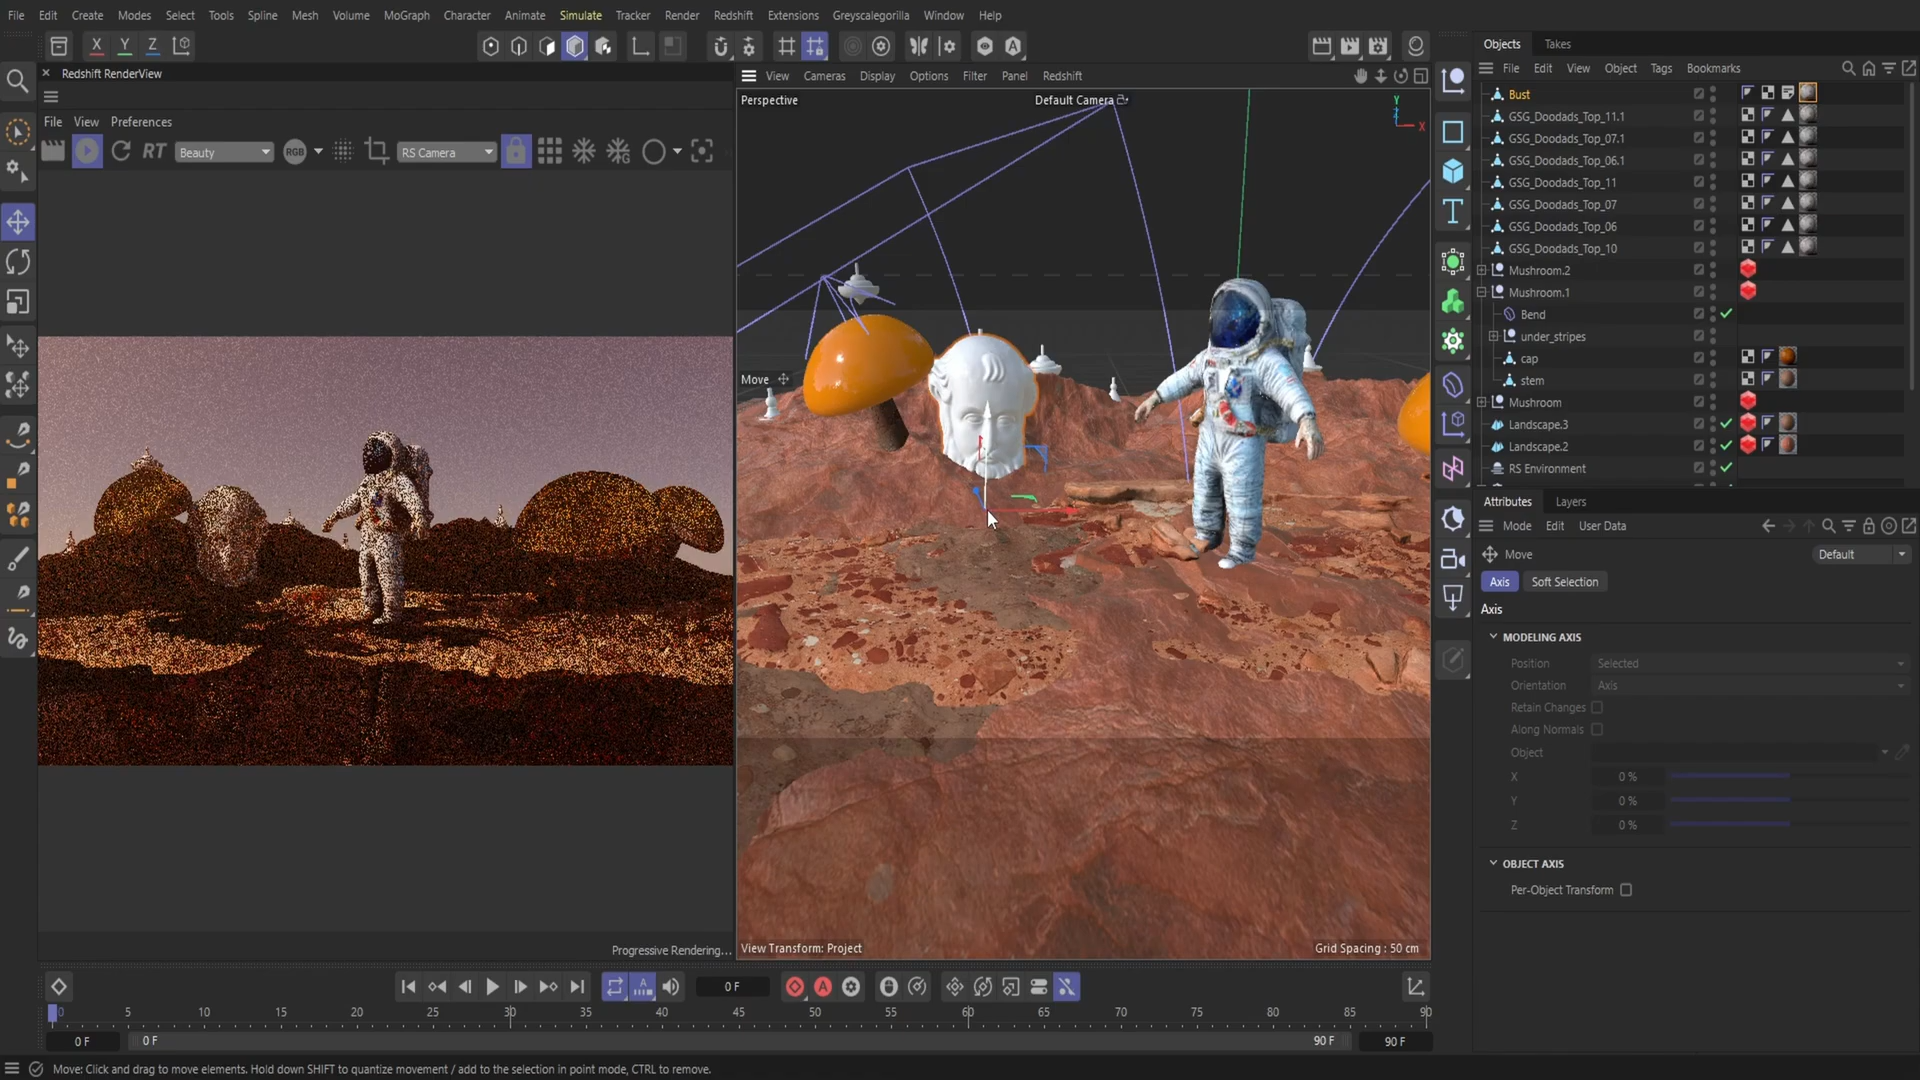 File Edit Create Modes Select Tools Spline Mesh Volume MoGraph Character Animate Simulate Tracker Render Redshift Extensions Greyscalegorilla Window Help
X Y Z
Redshift RenderView
File View Preferences
RT Beauty RGB RS Camera
Progressive Rendering...
View Cameras Display Options Filter Panel Redshift
Perspective
Default Camera
Y
Z
X
Move
View Transform: Project
Grid Spacing : 50 cm
Objects Takes
File Edit View Object Tags Bookmarks
Bust
GSG_Doodads_Top_11.1
GSG_Doodads_Top_07.1
GSG_Doodads_Top_06.1
GSG_Doodads_Top_11
GSG_Doodads_Top_07
GSG_Doodads_Top_06
GSG_Doodads_Top_10
Mushroom.2
Mushroom.1
Bend
under_stripes
cap
stem
Mushroom
Landscape.3
Landscape.2
RS Environment
Attributes Layers
Mode Edit User Data
Move
Default
Axis Soft Selection
Axis
MODELING AXIS
Position Selected
Orientation Axis
Retain Changes
Along Normals
Object
X 0 %
Y 0 %
Z 0 %
OBJECT AXIS
Per-Object Transform
0 F
0 5 10 15 20 25 30 35 40 45 50 55 60 65 70 75 80 85 90
0 F 0 F 90 F 90 F
Move: Click and drag to move elements. Hold down SHIFT to quantize movement / add to the selection in point mode, CTRL to remove.